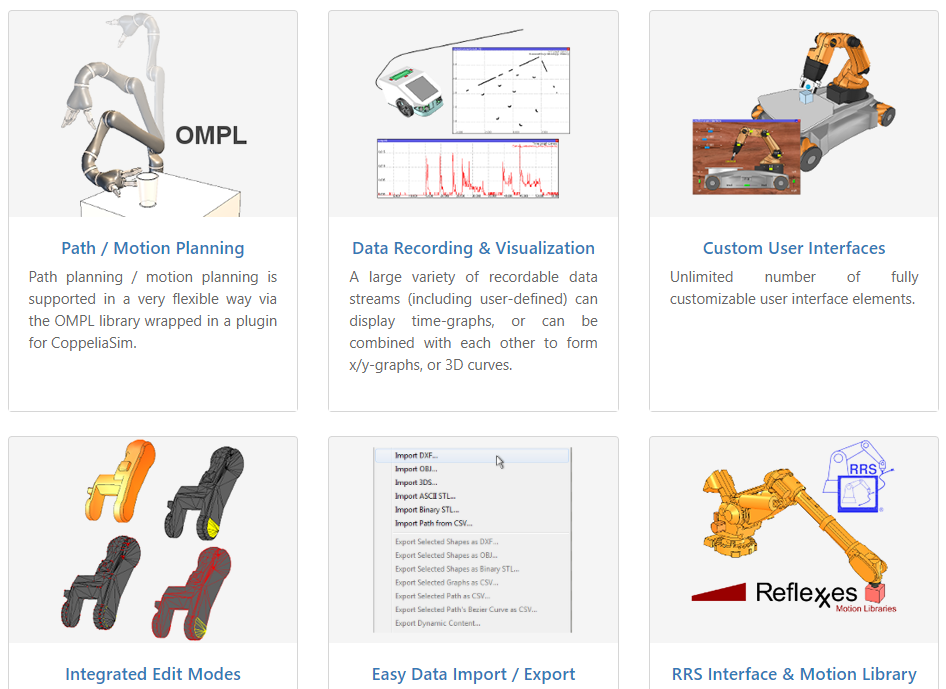 OMPL
Path / Motion Planning
Path planning / motion planning is
supported in a very flexible way via
the OMPL library wrapped in a plugin
for CoppeliaSim.
Data Recording & Visualization
A large variety of recordable data
streams (including user-defined) can
display time-graphs, or can be
combined with each other to form
x/y-graphs, or 3D curves.
Custom User Interfaces
Unlimited number of fully
customizable user interface elements.
Integrated Edit Modes
Import DXF...
Import OBJ...
Import 3DS...
Import ASCII STL...
Import Binary STL...
Import Path from CSV...
Export Selected Shapes as DXF...
Export Selected Shapes as OBJ...
Export Selected Shapes as Binary STL...
Export Selected Graphs as CSV...
Export Selected Path as CSV...
Export Selected Path's Bezier Curve as CSV...
Export Dynamic Content...
Easy Data Import / Export
RRS
Reflexxes
Motion Libraries
RRS Interface & Motion Library